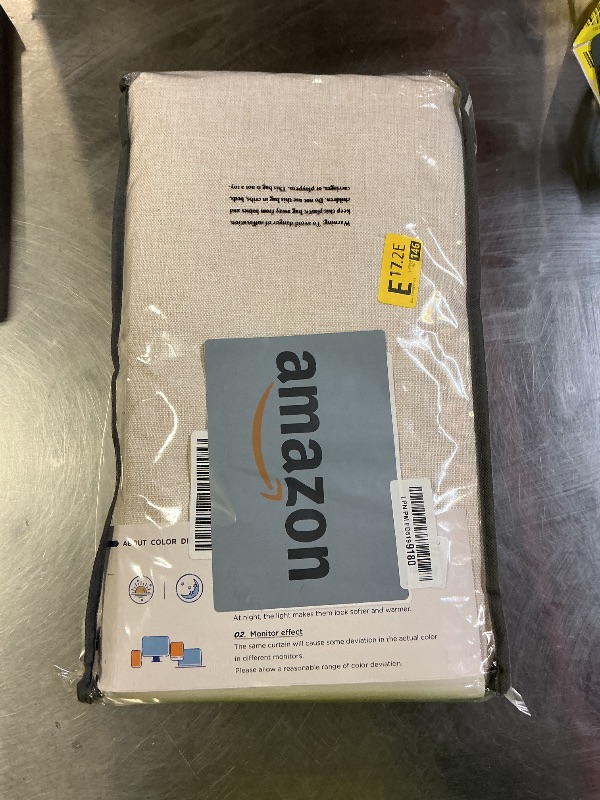 Warning: To avoid danger of suffocation,
keep this plastic bag away from babies and
children. Do not use this bag in cribs, beds,
carriages, or playpens. This bag is not a toy.
E 17.2E
146
amazon
9180
ABOUT COLOR
At night, the light makes them look softer and warmer.
02. Monitor effect
The same curtain will cause some deviation in the actual color
in different monitors.
Please allow a reasonable range of color deviation.